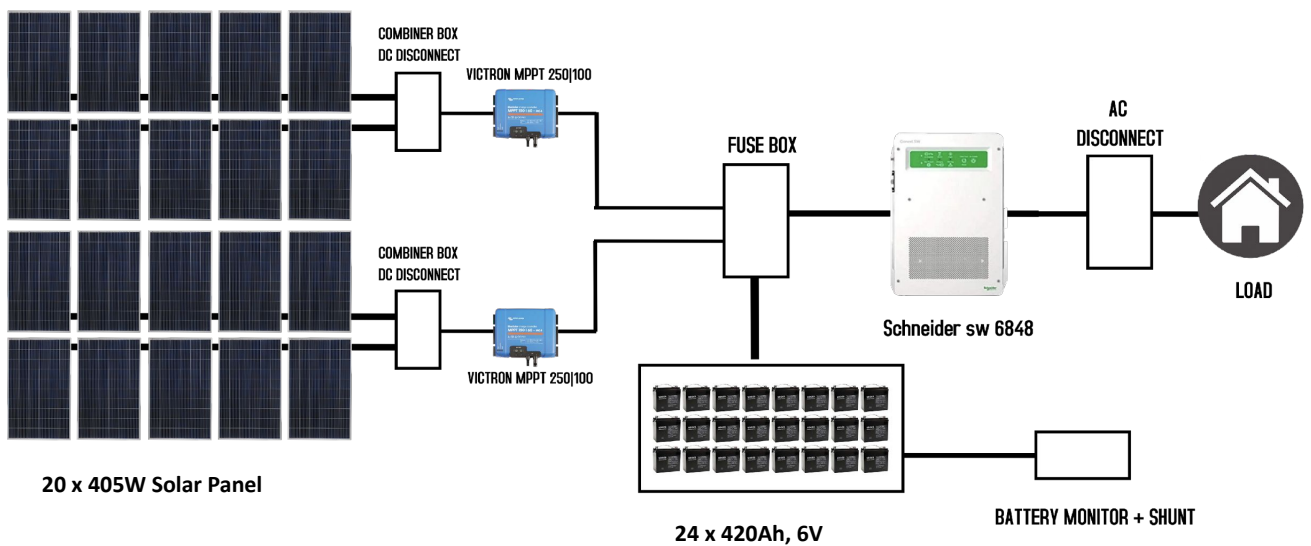 COMBINER BOX
DC DISCONNECT
VICTRON MPPT 250|100
FUSE BOX
AC
DISCONNECT
COMBINER BOX
DC DISCONNECT
LOAD
Schneider sw 6848
VICTRON MPPT 250|100
20 x 405W Solar Panel
BATTERY MONITOR + SHUNT
24 x 420Ah, 6V